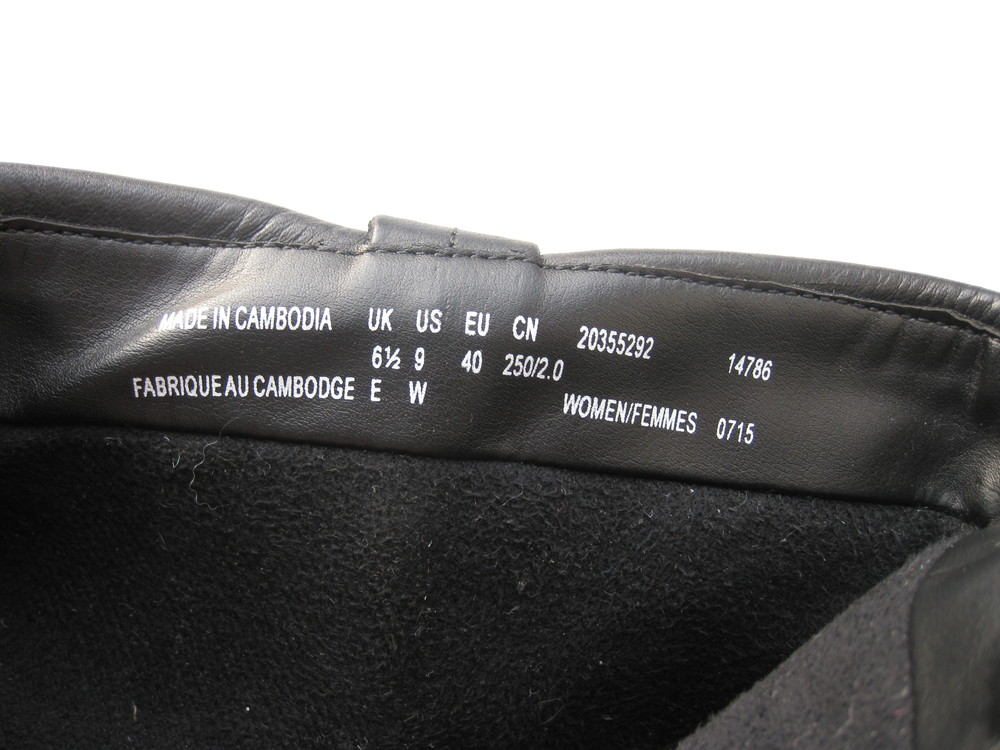 MADE IN CAMBODIA UK US EU CN 20355292 14786
6½ 9 40 250/2.0
FABRIQUE AU CAMBODGE E W WOMEN/FEMMES 0715